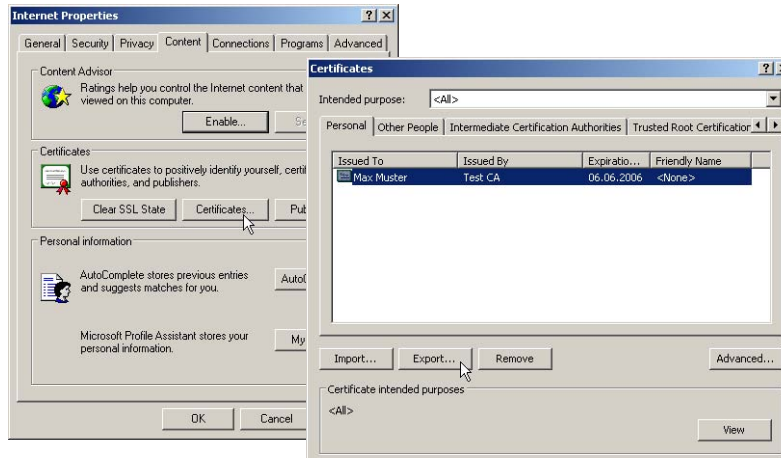 Internet Properties
General Security Privacy Content Connections Programs Advanced
Content Advisor
Ratings help you control the Internet content that
viewed on this computer.
Enable...
Certificates
Use certificates to positively identify yourself,
authorities, and publishers.
Clear SSL State Certificates...
Personal information
AutoComplete stores previous entries
and suggests matches for you.
Microsoft Profile Assistant stores your
personal information.
My
OK Cancel
Certificates
Intended purpose: <All>
Personal Other People Intermediate Certification Authorities Trusted Root Certification
Issued To Issued By Expiratio... Friendly Name
Max Muster Test CA 06.06.2006 <None>
Import... Export... Remove Advanced...
Certificate intended purposes
<All>
View